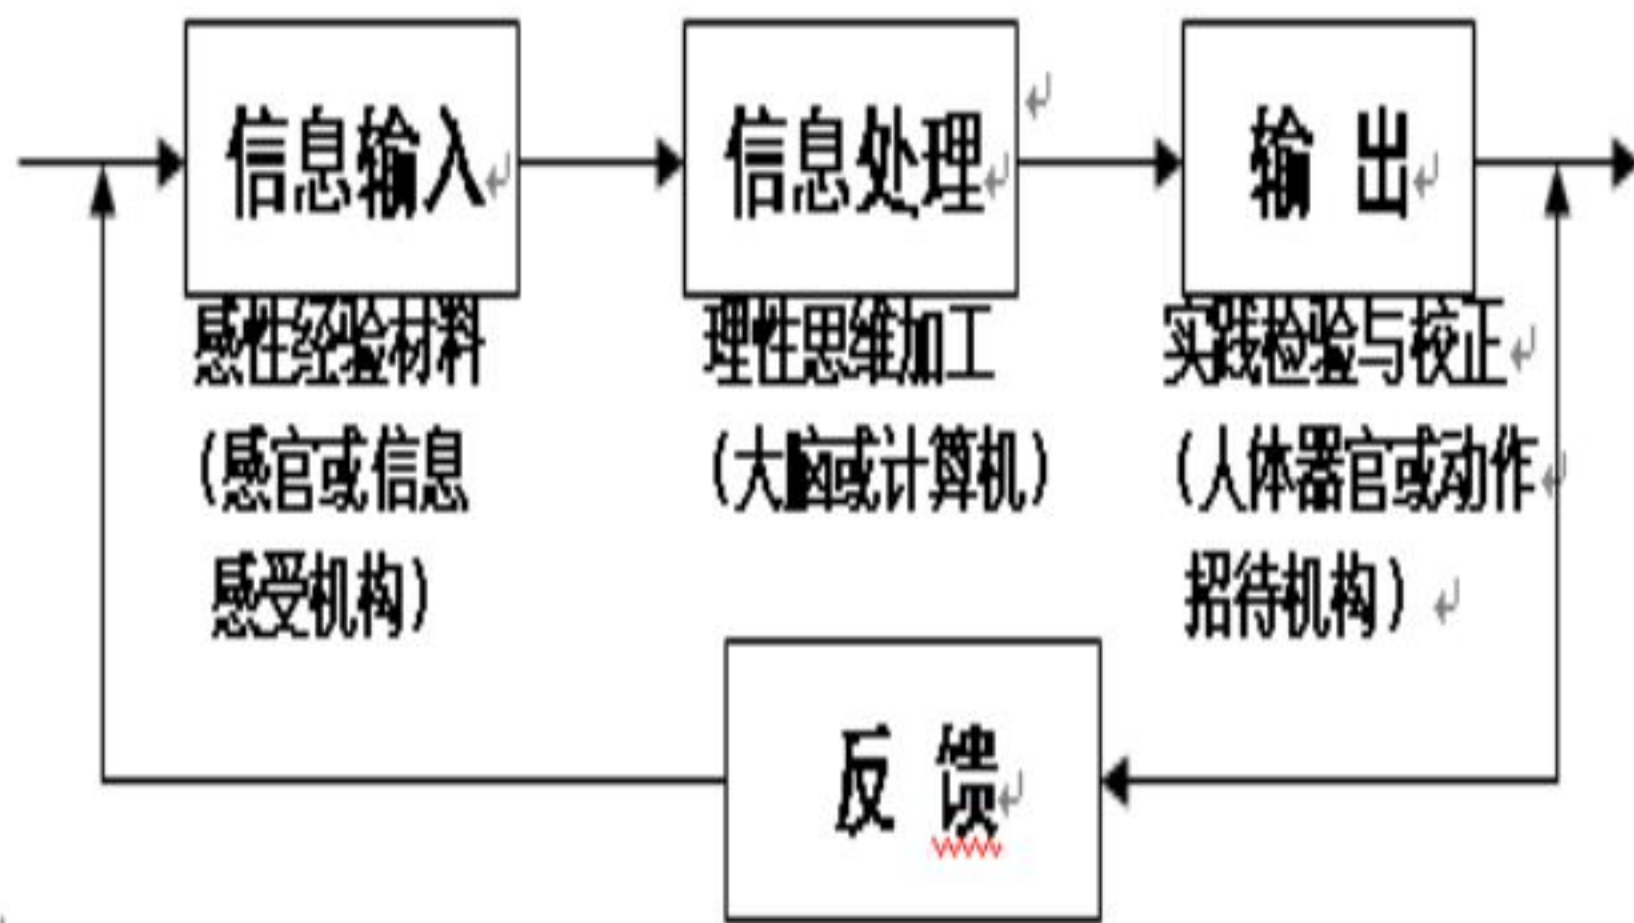 信息输入
信息处理
输 出
感性经验材料
(感官或信息
感受机构)
理性思维加工
(大脑或计算机)
实践检验与校正
(人体器官或动作
招待机构)
反 馈